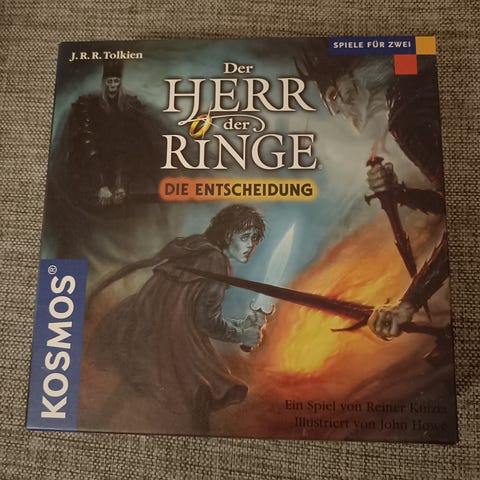 J.R.R. Tolkien
SPIELE FÜR ZWEI
Der
HERR
der
RINGE
DIE ENTSCHEIDUNG
KOSMOS®
Ein Spiel von Reiner Knizia
Illustriert von John Howe